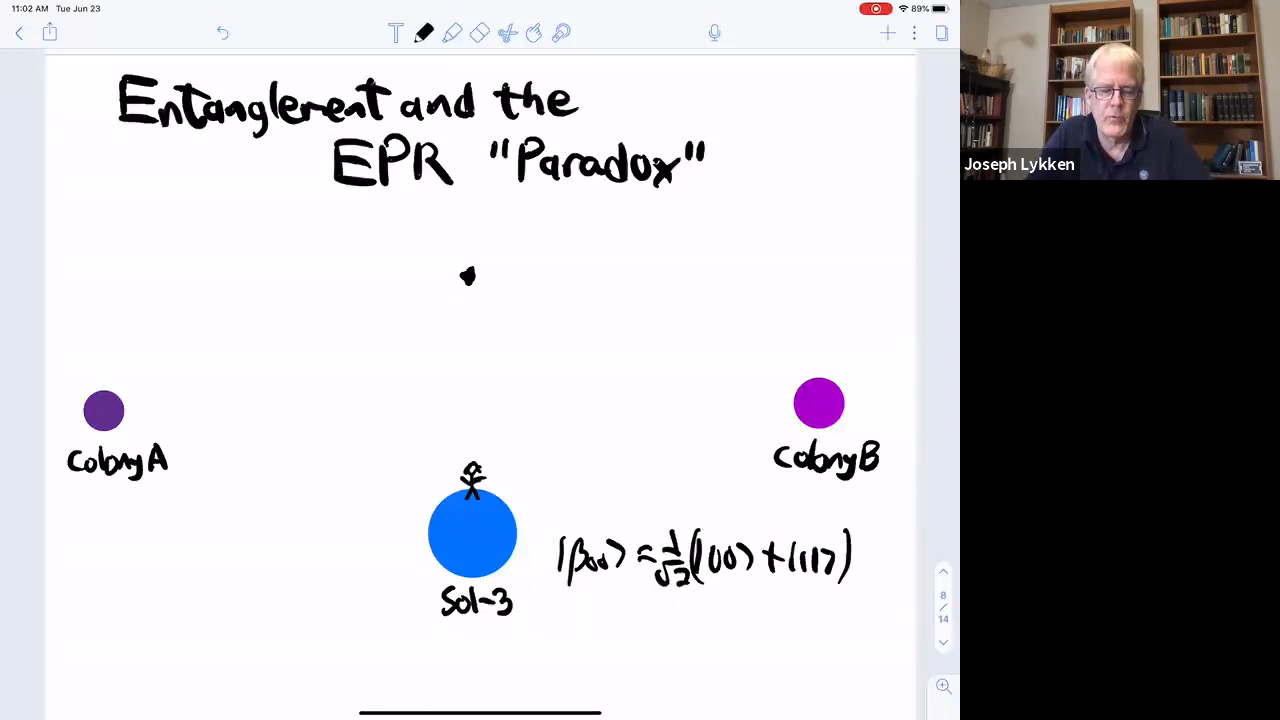 11:02 AM Tue Jun 23
89%
Entanglement and the
EPR "Paradox"
Joseph Lykken
Colony A
Colony B
|β₀₀⟩ = 1/√2 (|00⟩ + |11⟩)
Sol-3
8
/
14